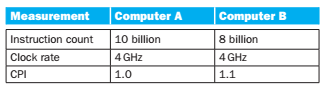 Measurement Computer A Computer B
Instruction count 10 billion 8 billion
Clock rate 4 GHz 4 GHz
CPI 1.0 1.1